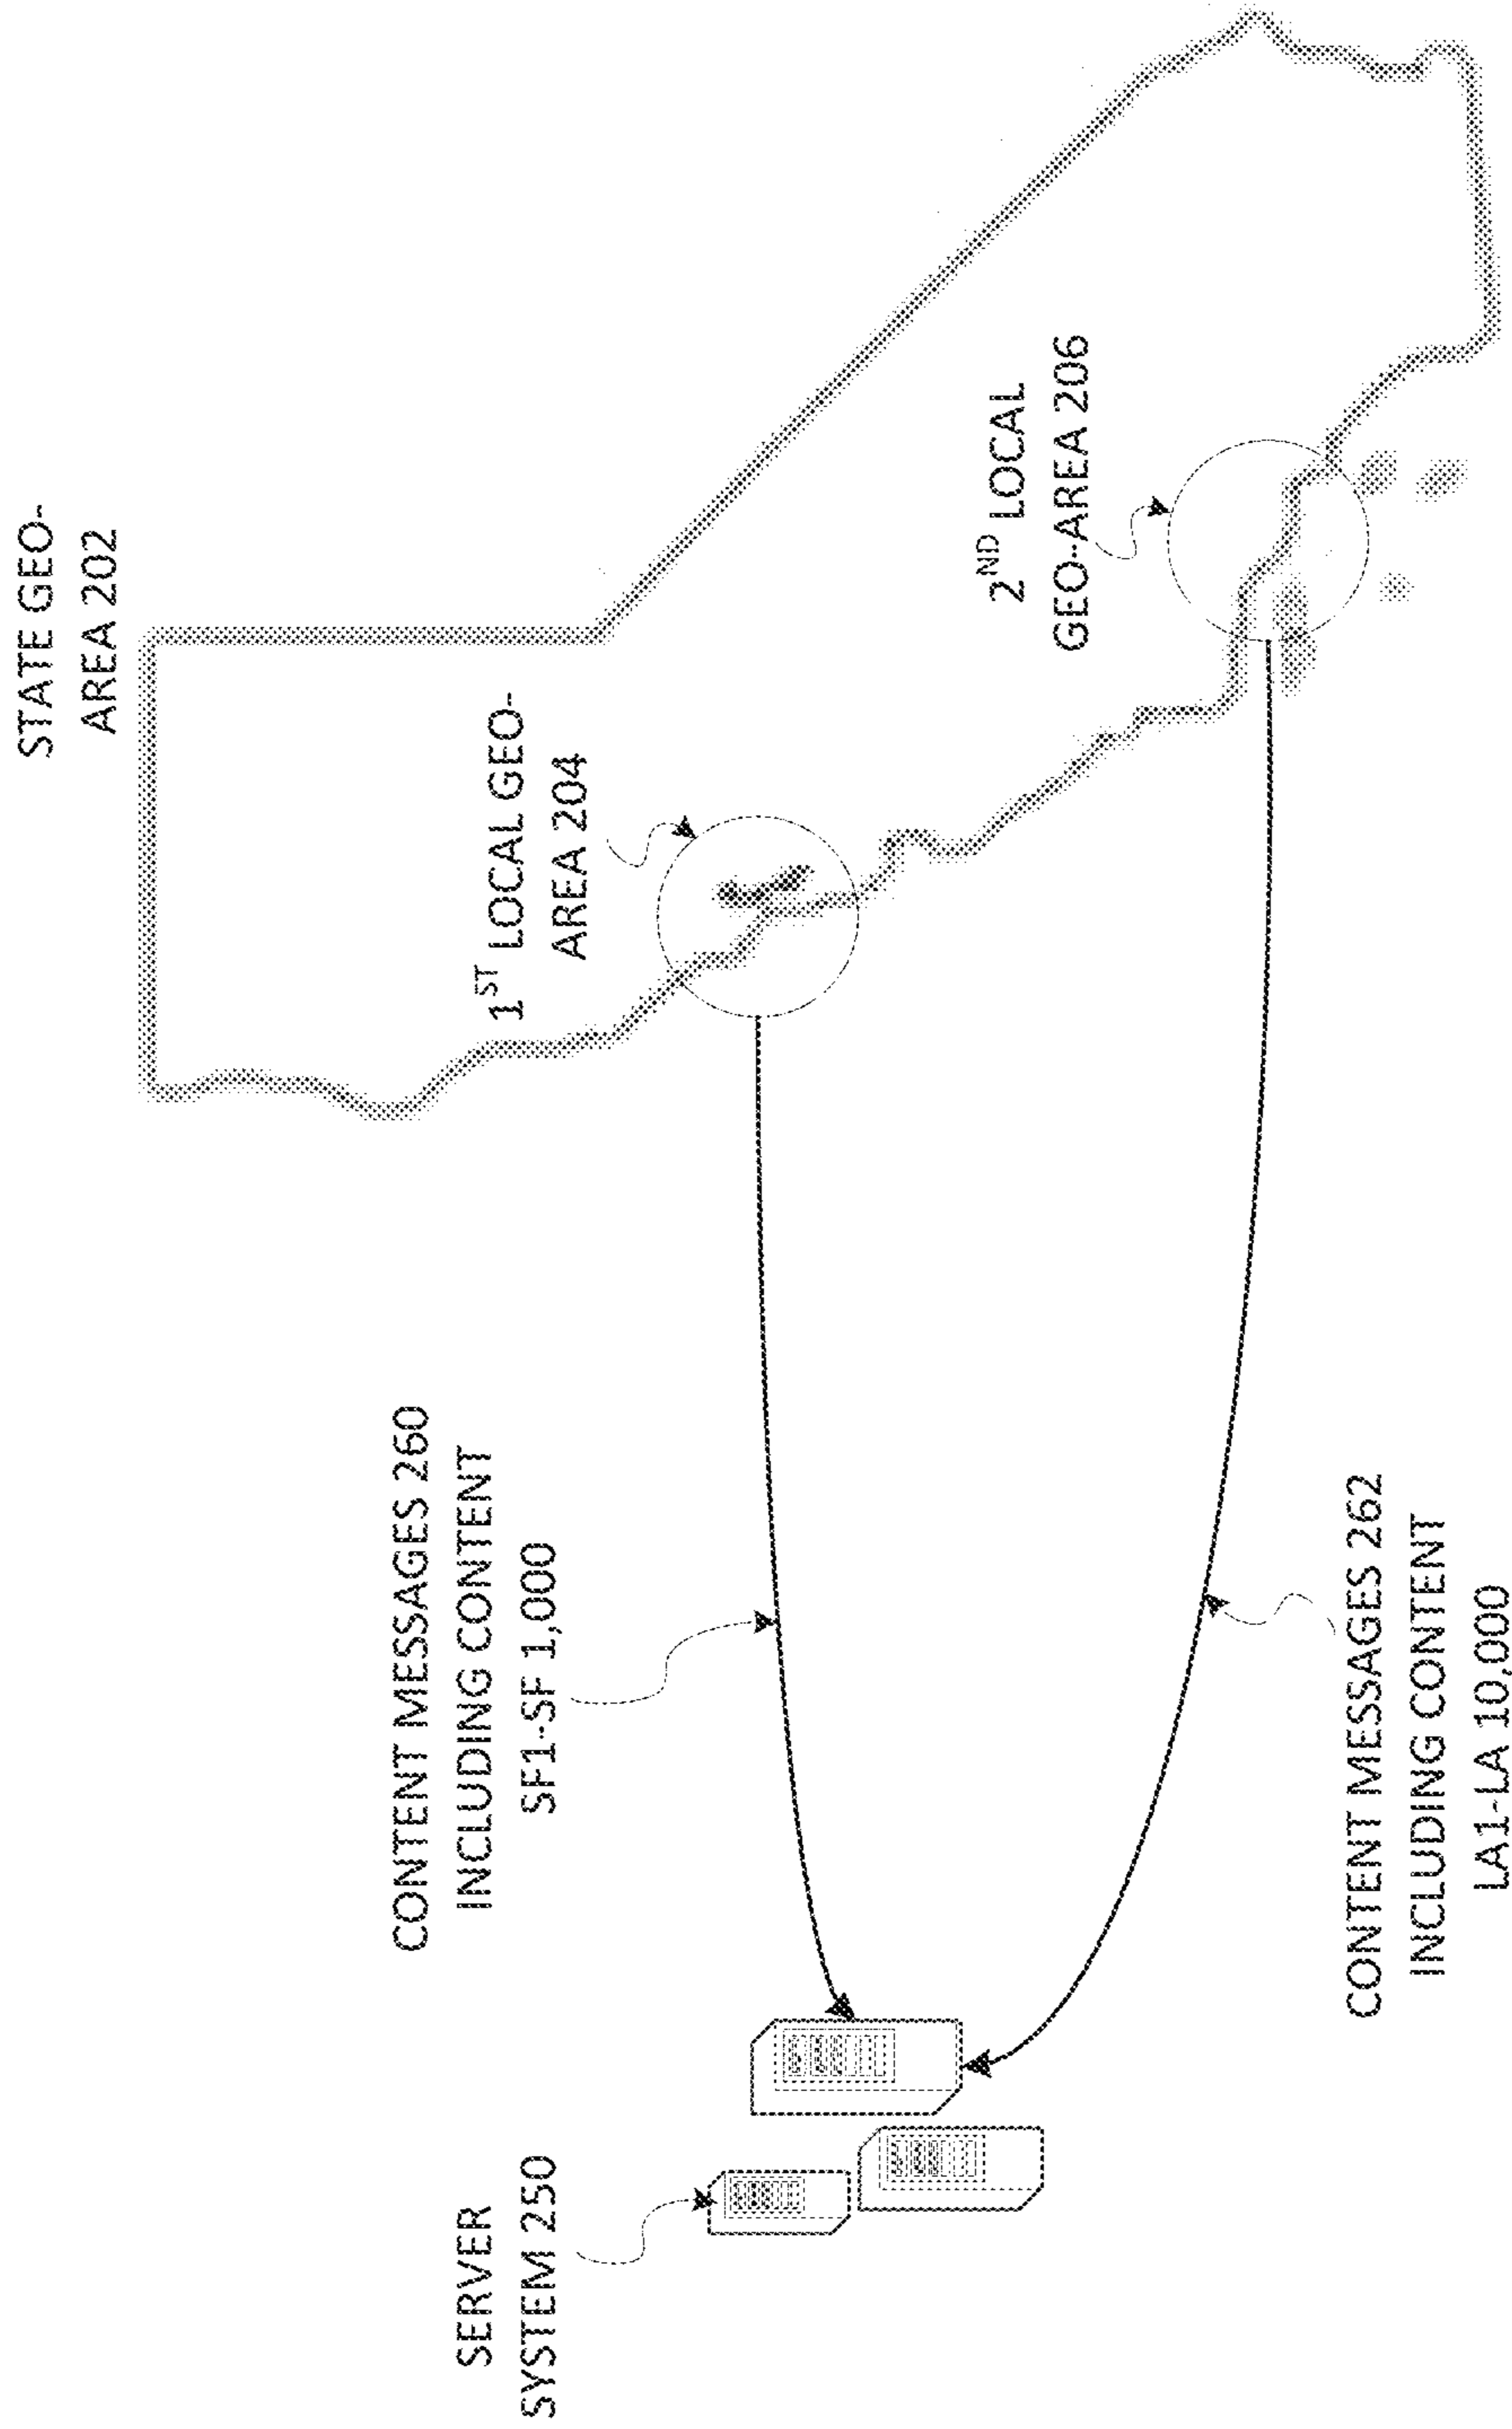 STATE GEO-
AREA 202
1ST LOCAL GEO-
AREA 204
2ND LOCAL
GEO-AREA 206
CONTENT MESSAGES 260
INCLUDING CONTENT
SF1-SF 1,000
CONTENT MESSAGES 262
INCLUDING CONTENT
LA1-LA 10,000
SERVER
SYSTEM 250